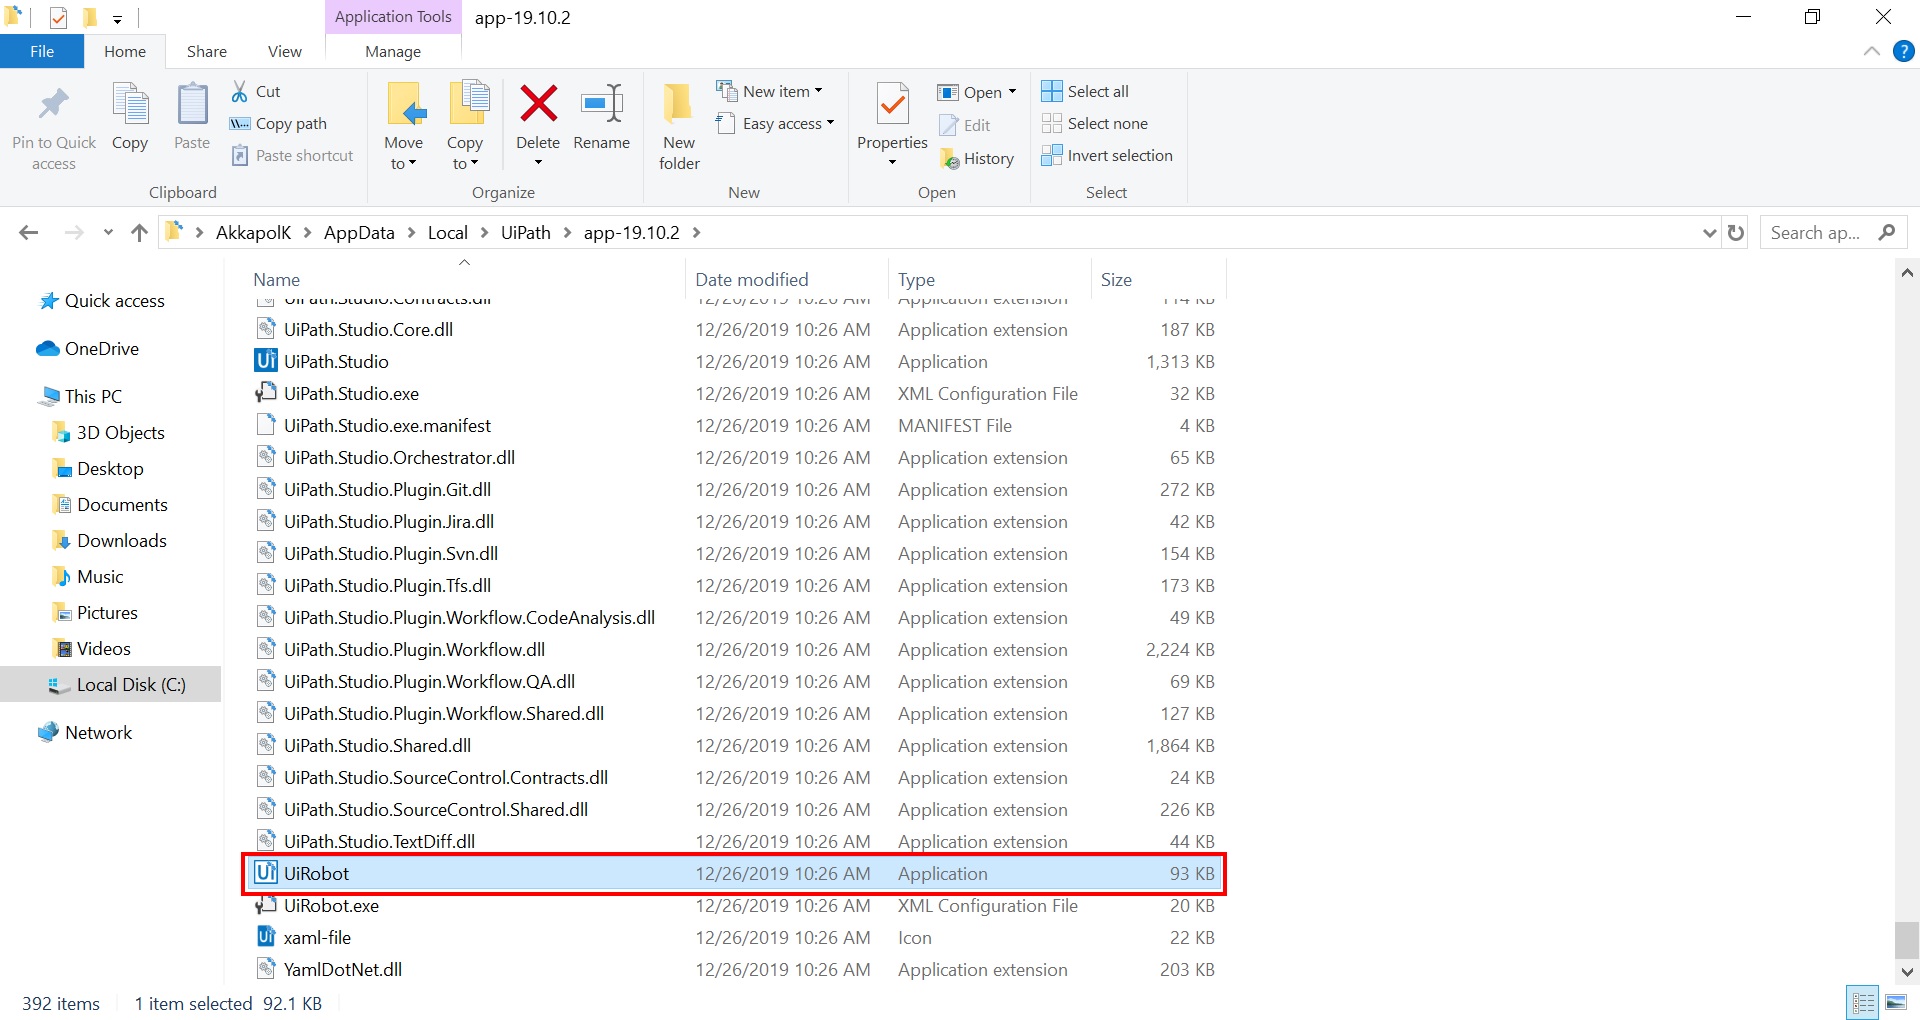 Application Tools
app-19.10.2
File
Home
Share
View
Manage
Pin to Quick access
Copy
Paste
Cut
Copy path
Paste shortcut
Clipboard
Move to
Copy to
Delete
Rename
Organize
New folder
New item
Easy access
New
Properties
Open
Edit
History
Open
Select all
Select none
Invert selection
Select
AkkapolK > AppData > Local > UiPath > app-19.10.2 >
Search ap...
Quick access
OneDrive
This PC
3D Objects
Desktop
Documents
Downloads
Music
Pictures
Videos
Local Disk (C:)
Network
Name Date modified Type Size
UiPath.Studio.Contracts.dll 12/26/2019 10:26 AM Application extension 114 KB
UiPath.Studio.Core.dll 12/26/2019 10:26 AM Application extension 187 KB
UiPath.Studio 12/26/2019 10:26 AM Application 1,313 KB
UiPath.Studio.exe 12/26/2019 10:26 AM XML Configuration File 32 KB
UiPath.Studio.exe.manifest 12/26/2019 10:26 AM MANIFEST File 4 KB
UiPath.Studio.Orchestrator.dll 12/26/2019 10:26 AM Application extension 65 KB
UiPath.Studio.Plugin.Git.dll 12/26/2019 10:26 AM Application extension 272 KB
UiPath.Studio.Plugin.Jira.dll 12/26/2019 10:26 AM Application extension 42 KB
UiPath.Studio.Plugin.Svn.dll 12/26/2019 10:26 AM Application extension 154 KB
UiPath.Studio.Plugin.Tfs.dll 12/26/2019 10:26 AM Application extension 173 KB
UiPath.Studio.Plugin.Workflow.CodeAnalysis.dll 12/26/2019 10:26 AM Application extension 49 KB
UiPath.Studio.Plugin.Workflow.dll 12/26/2019 10:26 AM Application extension 2,224 KB
UiPath.Studio.Plugin.Workflow.QA.dll 12/26/2019 10:26 AM Application extension 69 KB
UiPath.Studio.Plugin.Workflow.Shared.dll 12/26/2019 10:26 AM Application extension 127 KB
UiPath.Studio.Shared.dll 12/26/2019 10:26 AM Application extension 1,864 KB
UiPath.Studio.SourceControl.Contracts.dll 12/26/2019 10:26 AM Application extension 24 KB
UiPath.Studio.SourceControl.Shared.dll 12/26/2019 10:26 AM Application extension 226 KB
UiPath.Studio.TextDiff.dll 12/26/2019 10:26 AM Application extension 44 KB
UiRobot 12/26/2019 10:26 AM Application 93 KB
UiRobot.exe 12/26/2019 10:26 AM XML Configuration File 20 KB
xaml-file 12/26/2019 10:26 AM Icon 22 KB
YamlDotNet.dll 12/26/2019 10:26 AM Application extension 203 KB
392 items 1 item selected 92.1 KB